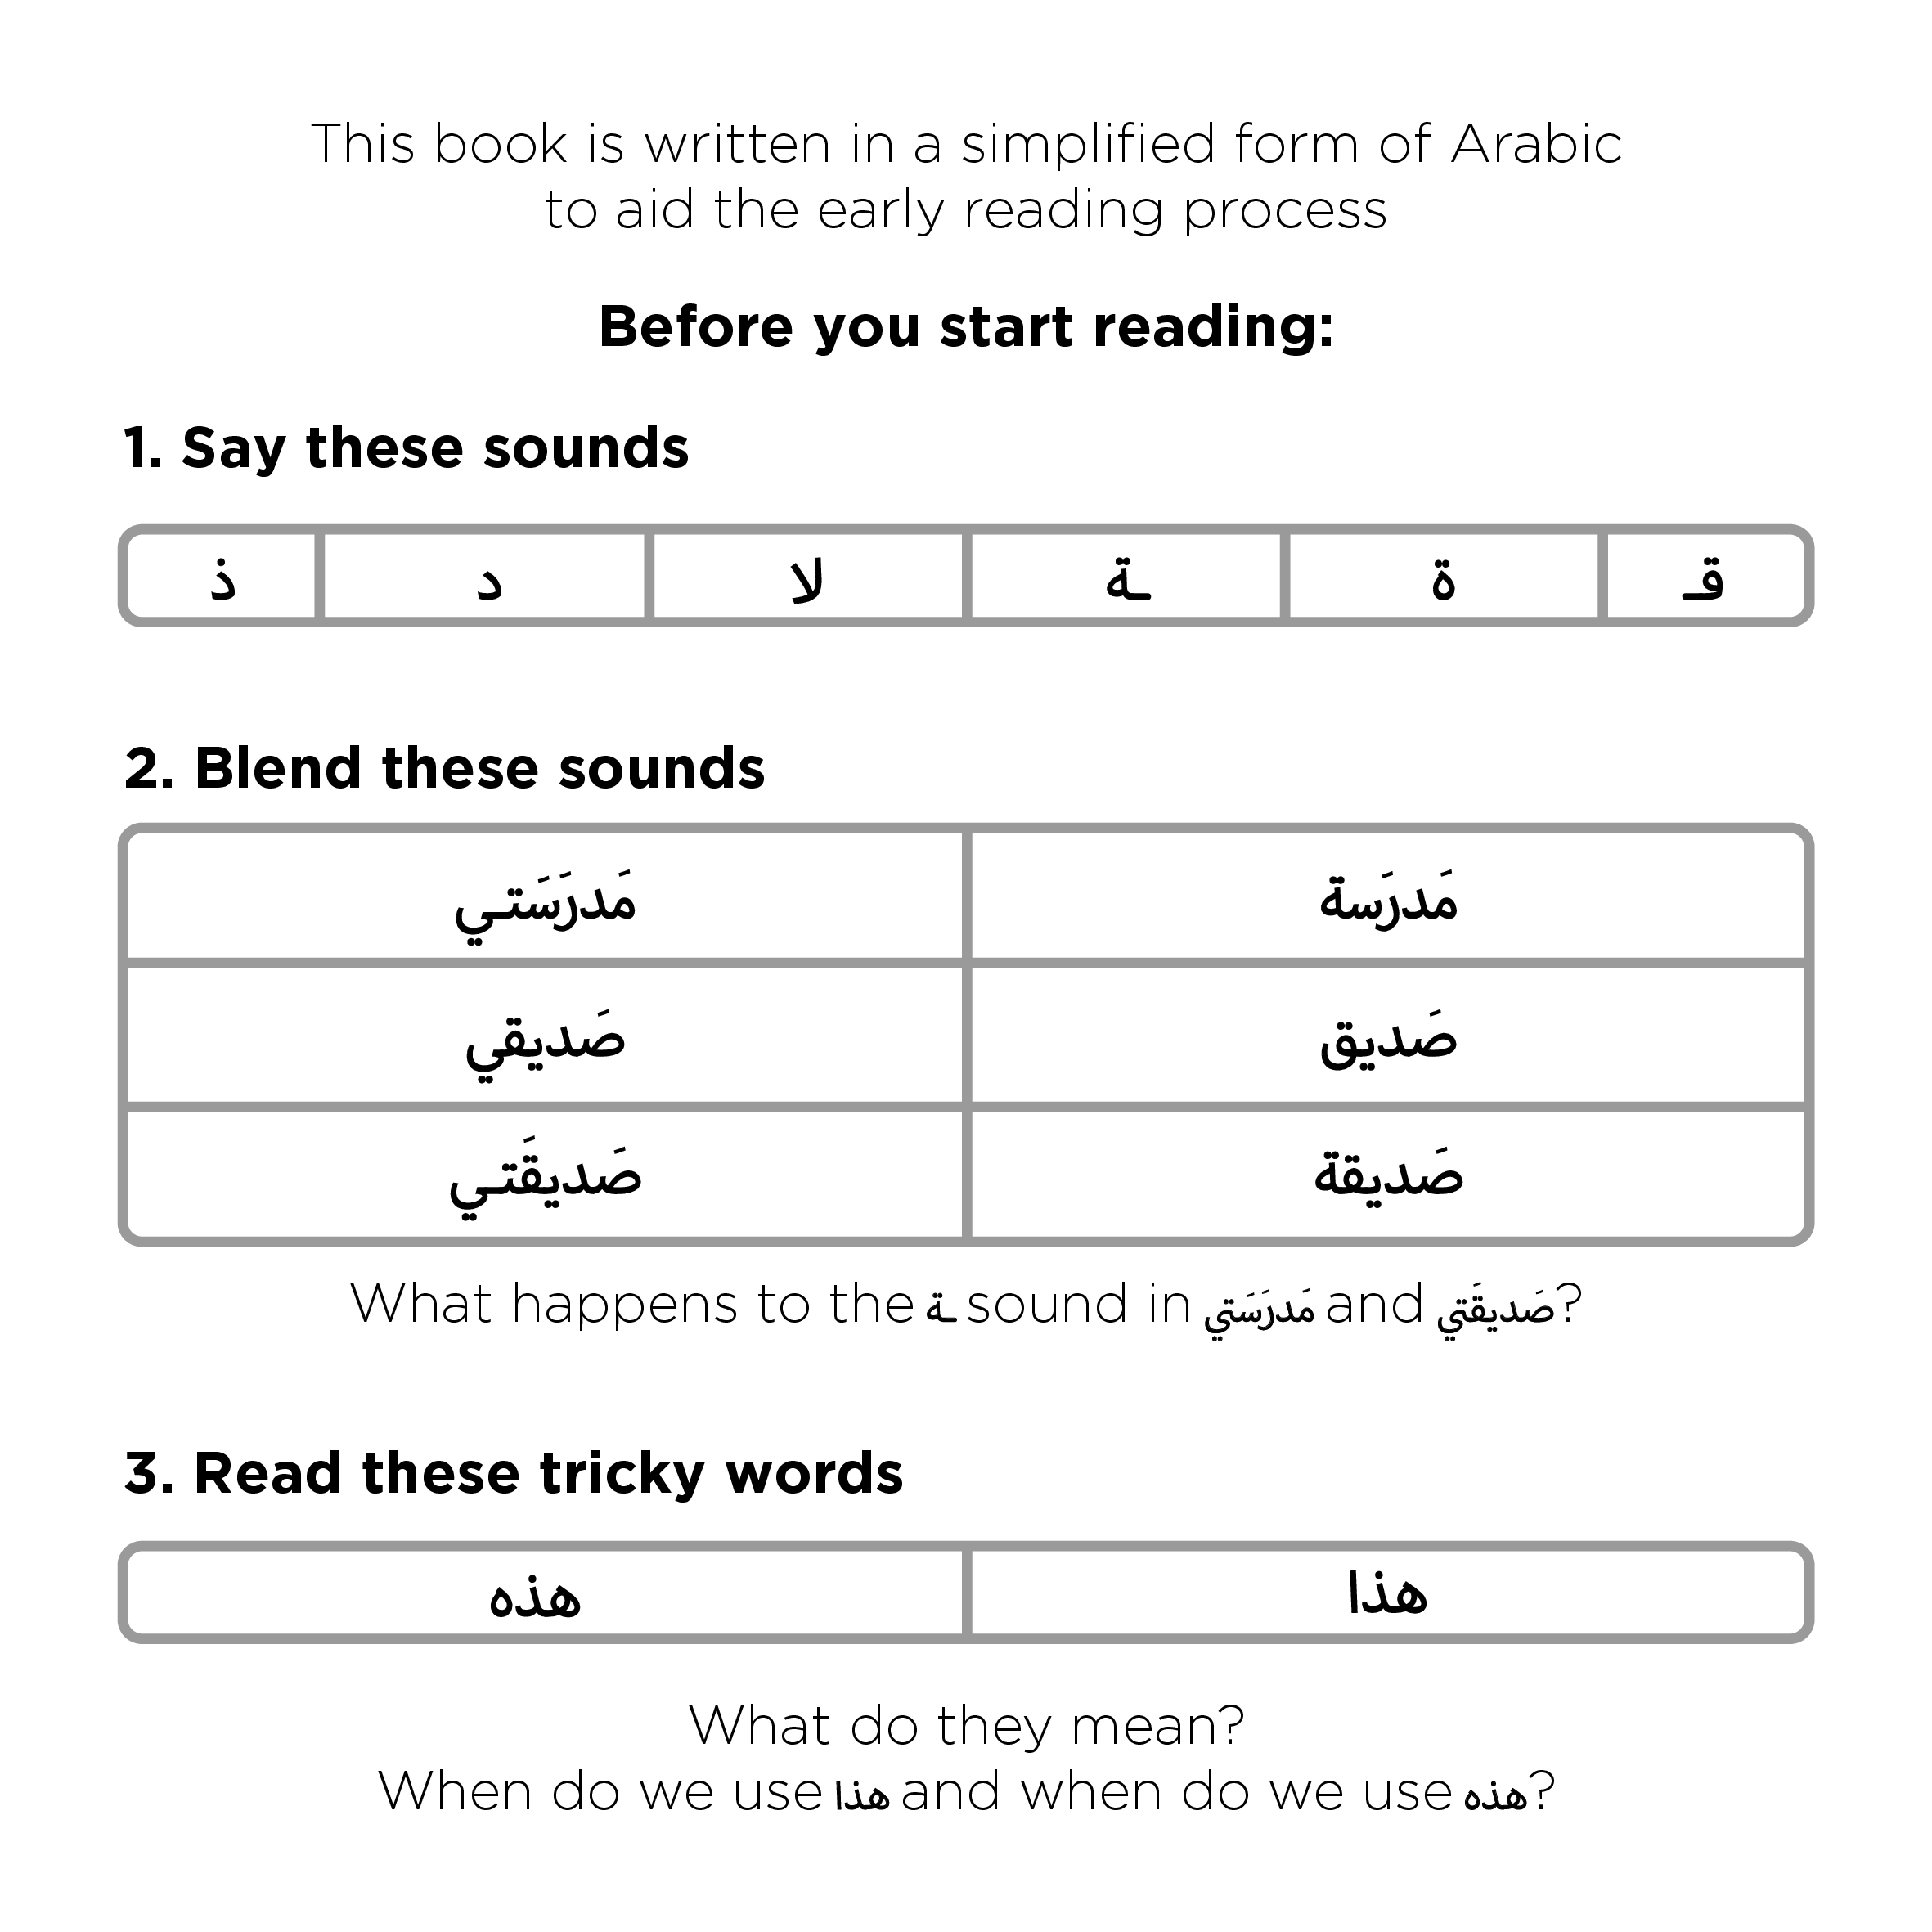 This book is written in a simplified form of Arabic
to aid the early reading process
Before you start reading:
1. Say these sounds
قـ ة ـة لا د ذ
2. Blend these sounds
مَدرَسة مَدرَسَتـي
صَديق صَديقي
صَديقة صَديقَتـي
What happens to the ـة sound in مَدرَسَتي and صَديقَتي?
3. Read these tricky words
هذا هذه
What do they mean?
When do we use هذا and when do we use هذه?